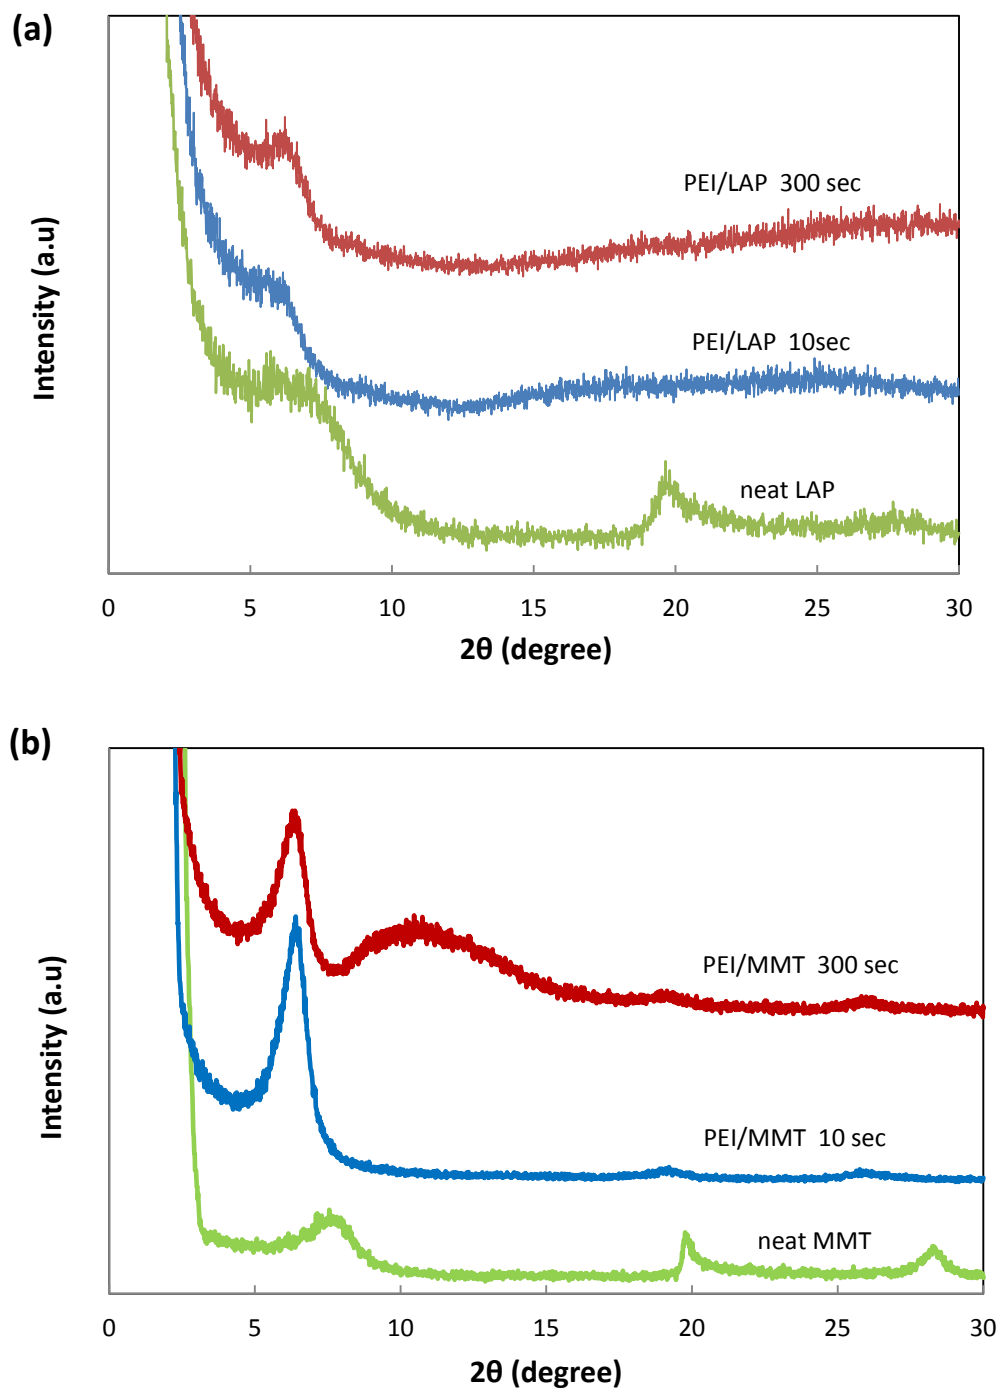 (a)
Intensity (a.u)
PEI/LAP  300 sec
PEI/LAP  10sec
neat LAP
0 5 10 15 20 25 30
2θ (degree)
(b)
Intensity (a.u)
PEI/MMT  300 sec
PEI/MMT  10 sec
neat MMT
0 5 10 15 20 25 30
2θ (degree)